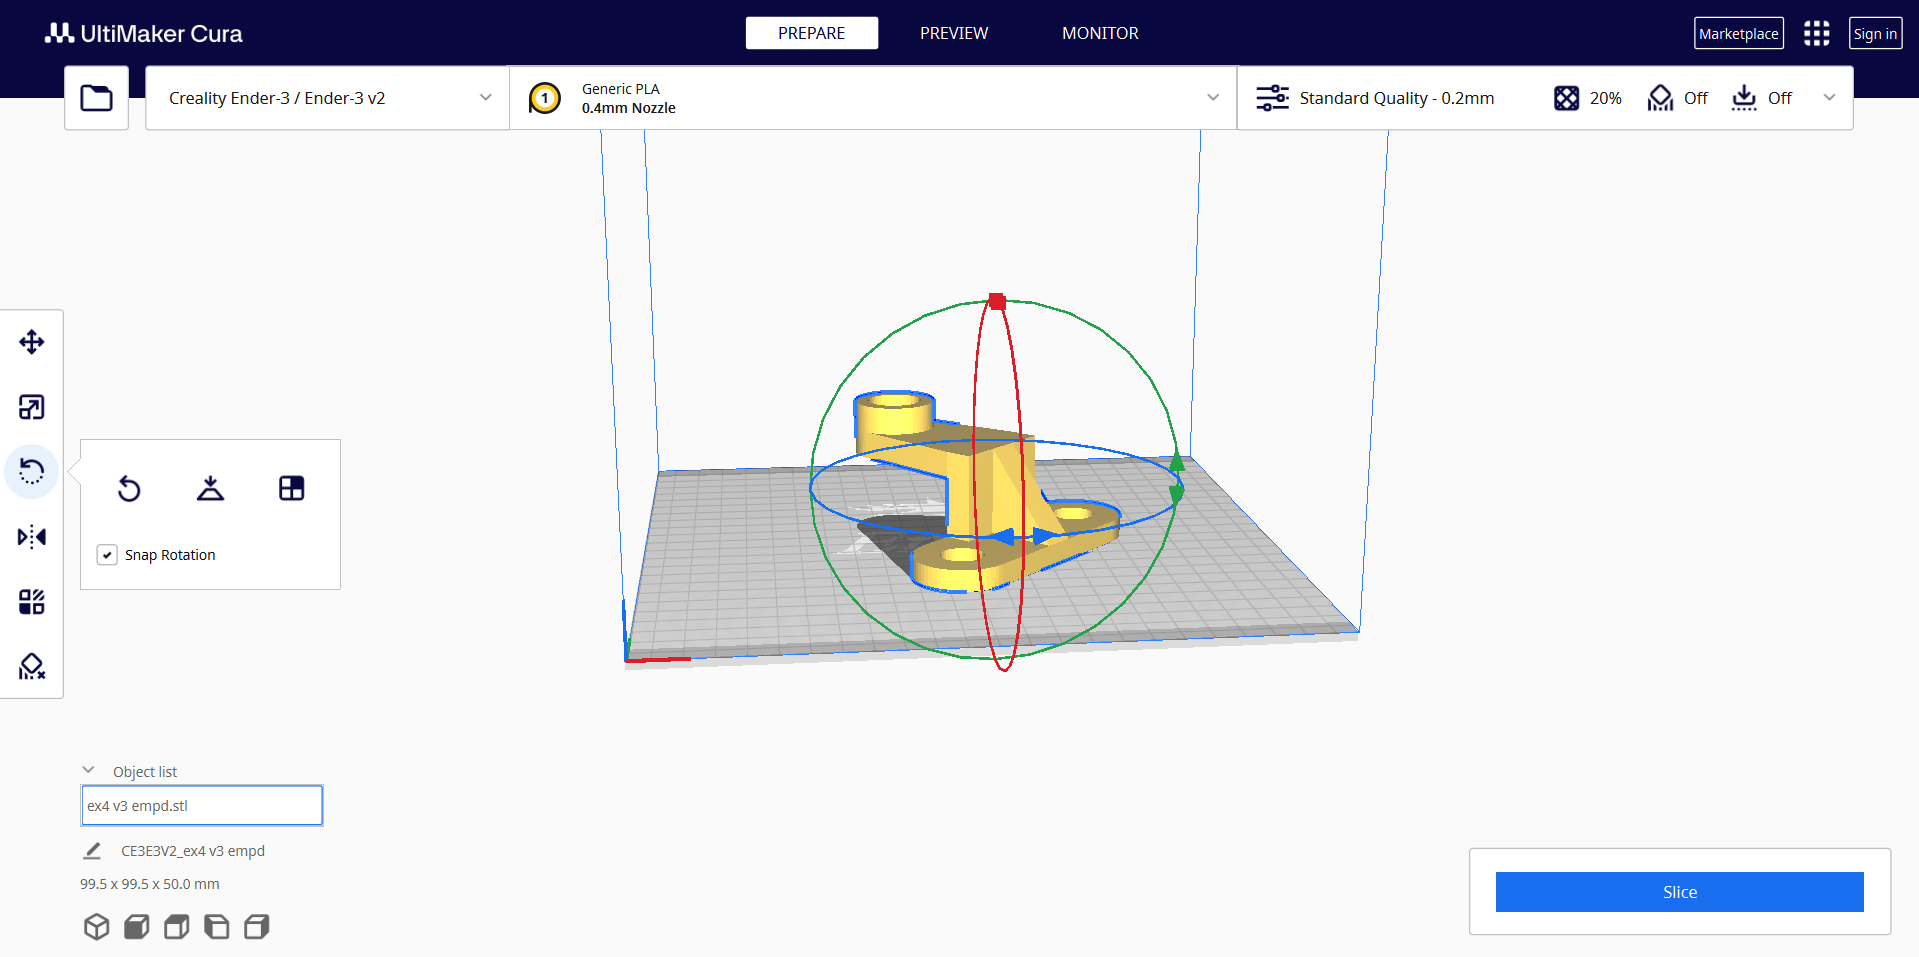 UltiMaker Cura
PREPARE
PREVIEW
MONITOR
Marketplace
Sign in
Creality Ender-3 / Ender-3 v2
1
Generic PLA
0.4mm Nozzle
Standard Quality - 0.2mm
20%
Off
Off
Snap Rotation
Object list
ex4 v3 empd.stl
CE3E3V2_ex4 v3 empd
99.5 x 99.5 x 50.0 mm
Slice